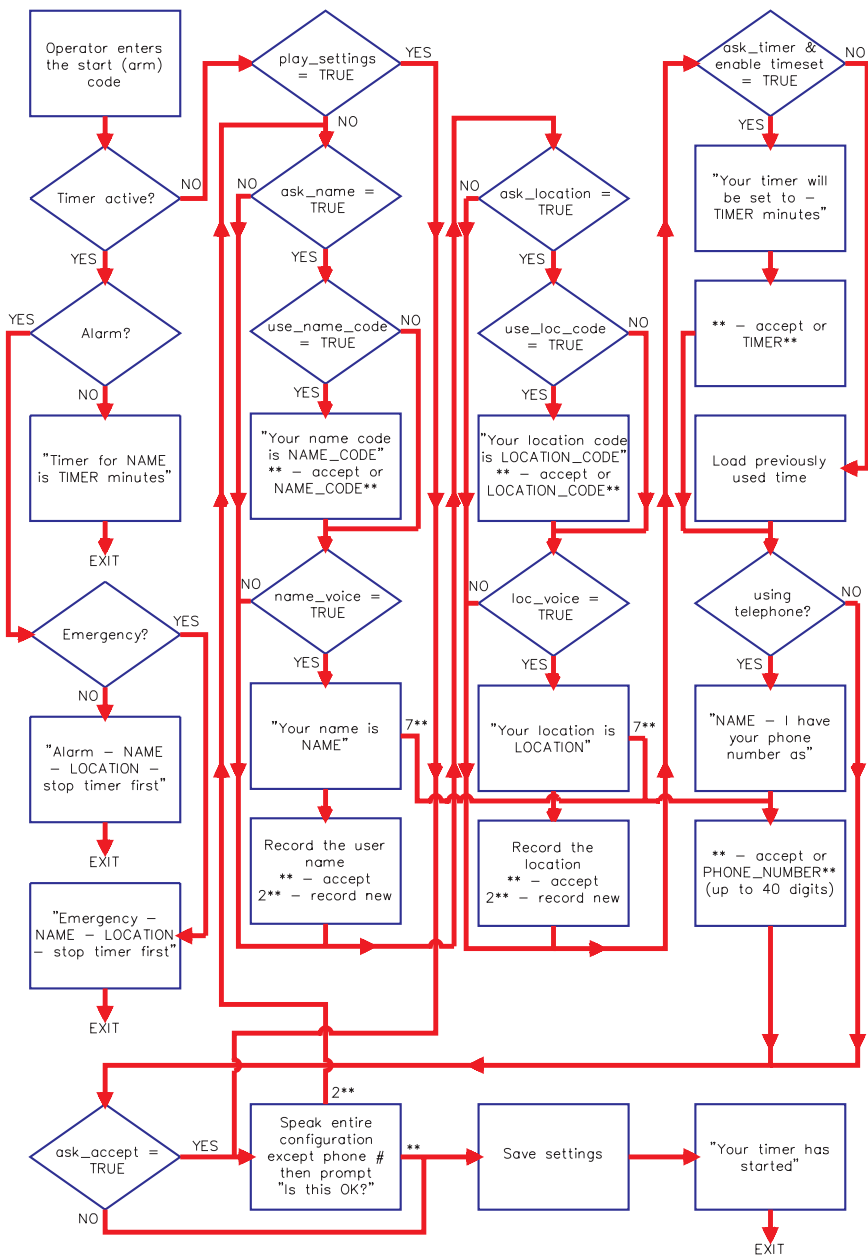 Operator enters
the start (arm)
code
Timer active?
NO
YES
YES
Alarm?
NO
"Timer for NAME
is TIMER minutes"
EXIT
Emergency?
YES
NO
"Alarm – NAME
– LOCATION –
stop timer first"
EXIT
"Emergency –
NAME – LOCATION
– stop timer first"
EXIT
play_settings
= TRUE
YES
NO
ask_name =
TRUE
NO
YES
use_name_code
= TRUE
NO
YES
"Your name code
is NAME_CODE"
** – accept or
NAME_CODE**
name_voice =
TRUE
NO
YES
"Your name is
NAME"
7**
Record the user
name
** – accept
2** – record new
ask_location =
TRUE
NO
YES
use_loc_code
= TRUE
NO
YES
"Your location code
is LOCATION_CODE"
** – accept or
LOCATION_CODE**
loc_voice =
TRUE
NO
YES
"Your location is
LOCATION"
7**
Record the
location
** – accept
2** – record new
ask_timer &
enable timeset
= TRUE
NO
YES
"Your timer will
be set to –
TIMER minutes"
** – accept or
TIMER**
Load previously
used time
using
telephone?
NO
YES
"NAME – I have
your phone
number as"
** – accept or
PHONE_NUMBER**
(up to 40 digits)
ask_accept =
TRUE
YES
NO
2**
Speak entire
configuration
except phone #
then prompt
"Is this OK?"
**
Save settings
"Your timer has
started"
EXIT